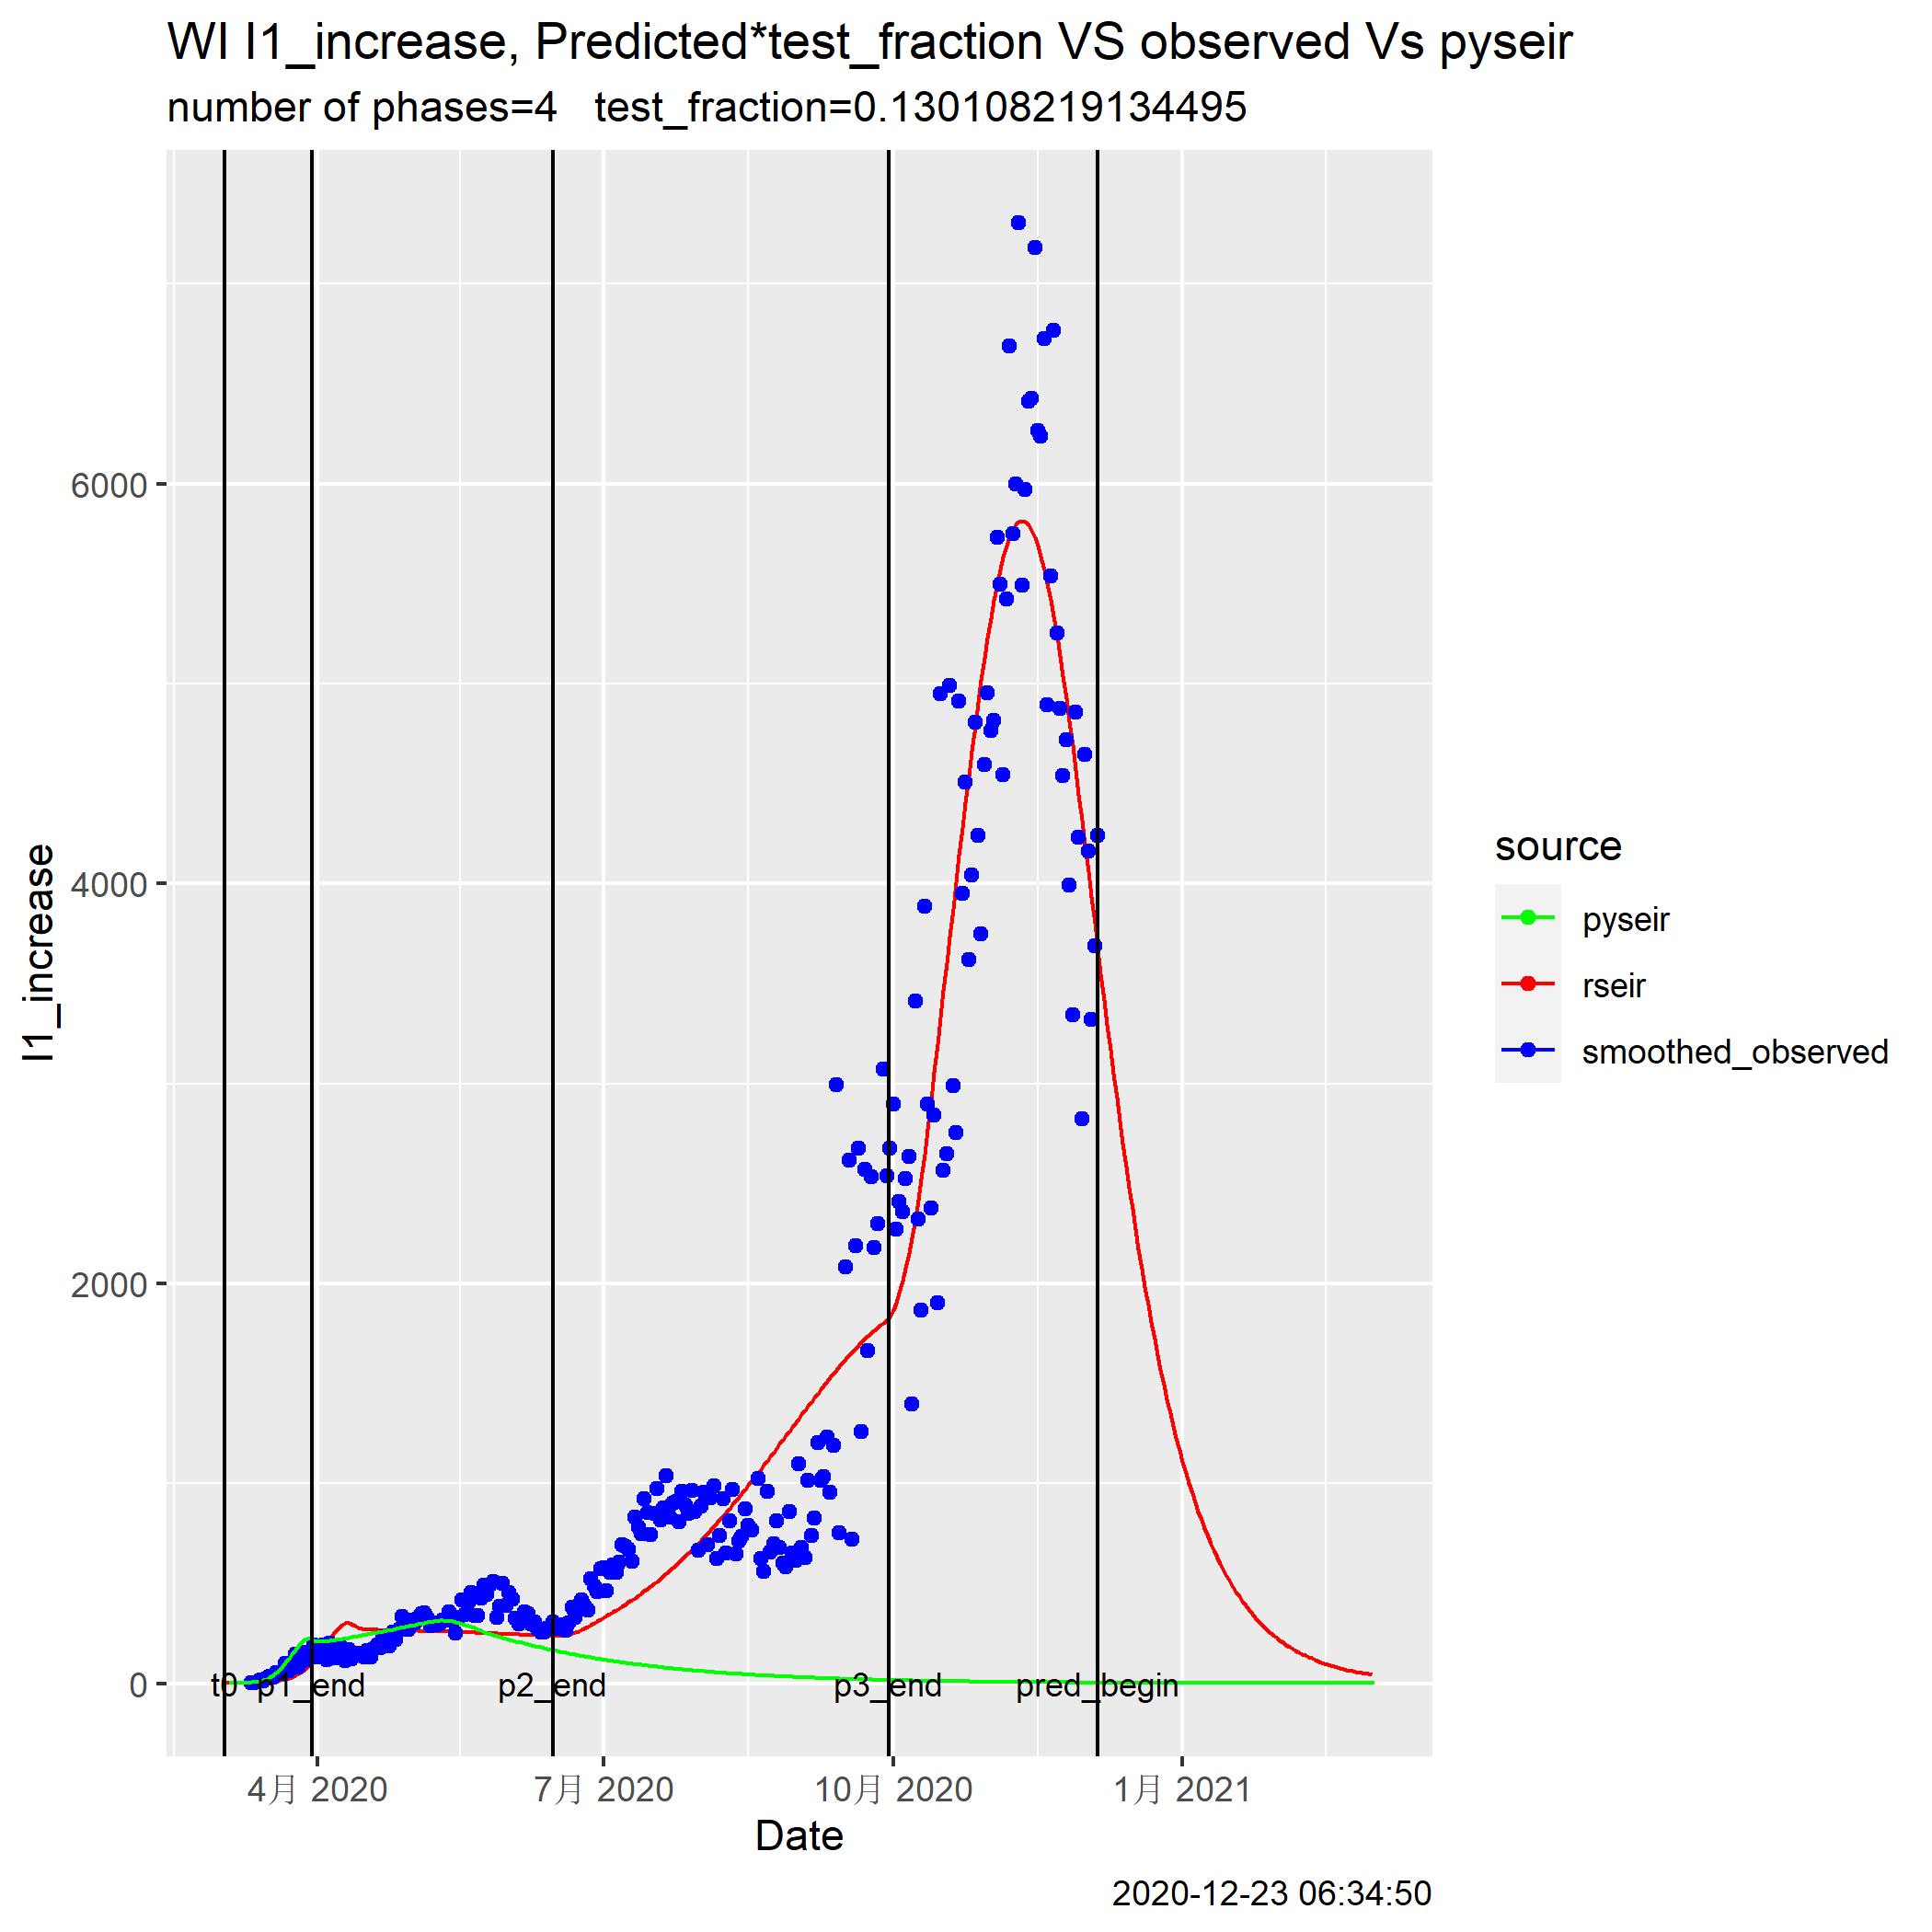 WI I1_increase, Predicted*test_fraction VS observed Vs pyseir
number of phases=4 test_fraction=0.130108219134495
I1_increase
6000
4000
2000
0
t0 p1_end p2_end p3_end pred_begin
4月 2020 7月 2020 10月 2020 1月 2021
Date
source
pyseir
rseir
smoothed_observed
2020-12-23 06:34:50